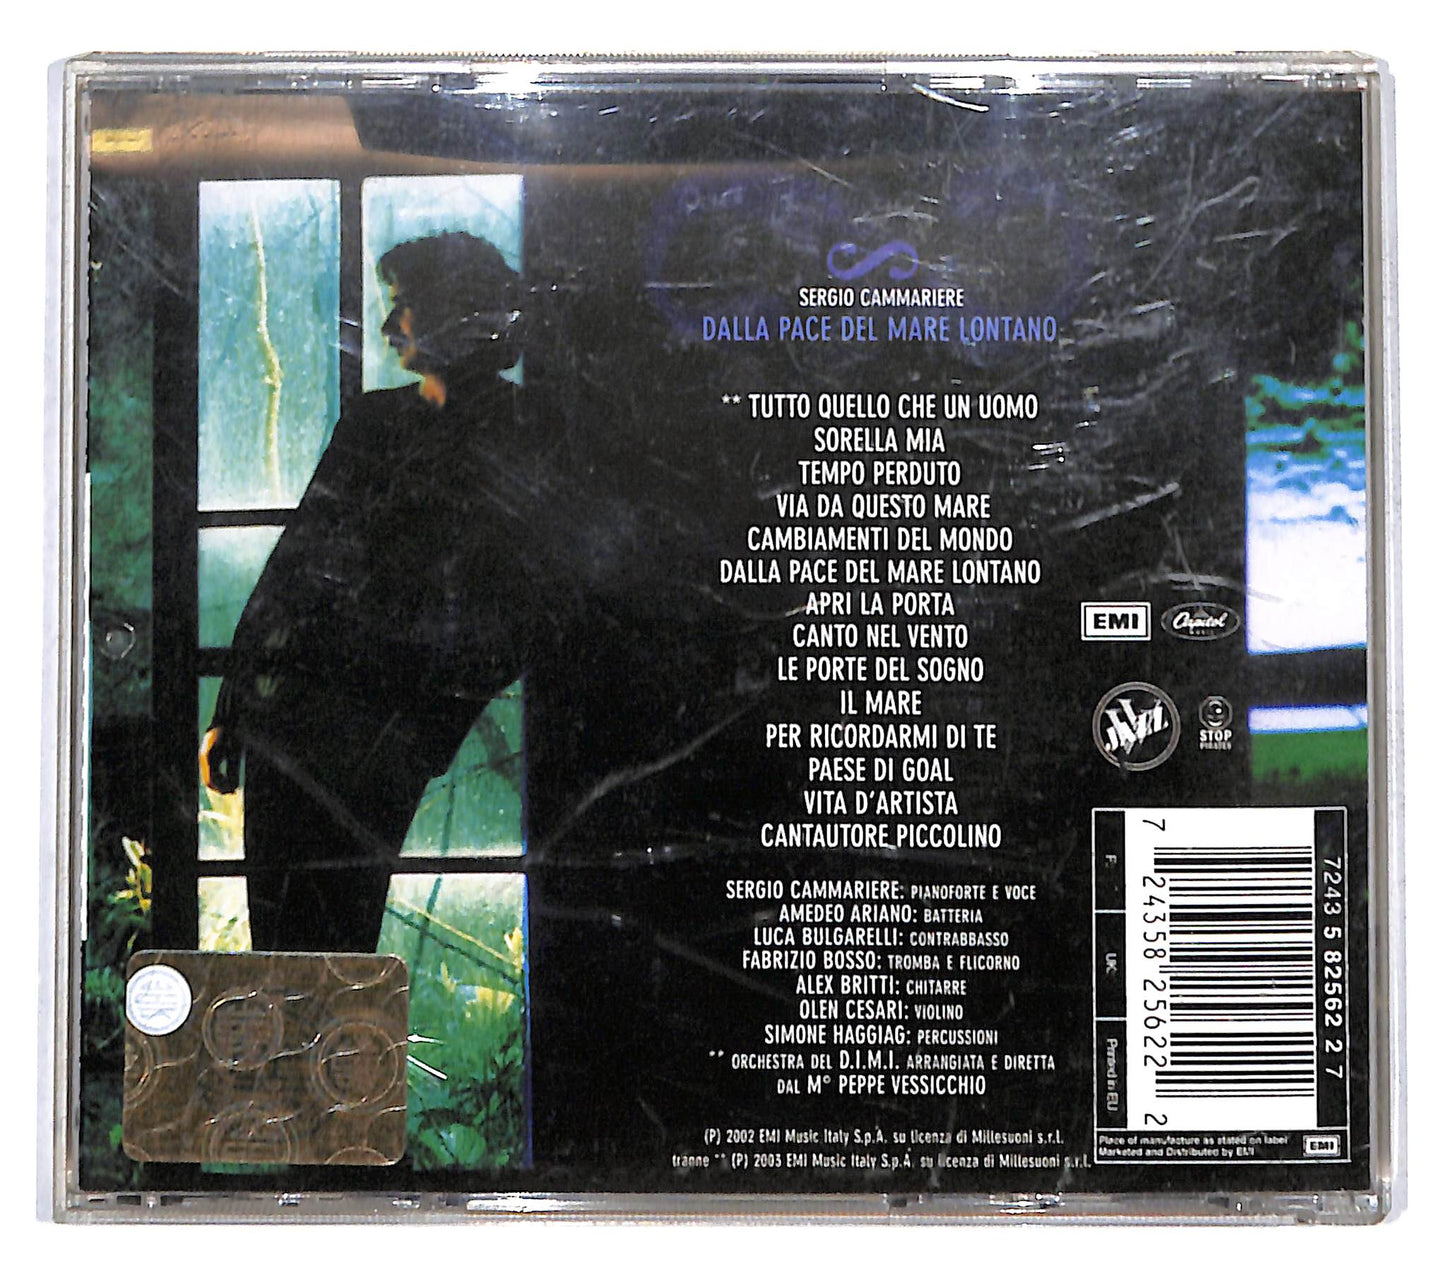 SERGIO CAMMARIERE
DALLA PACE DEL MARE LONTANO
** TUTTO QUELLO CHE UN UOMO
SORELLA MIA
TEMPO PERDUTO
VIA DA QUESTO MARE
CAMBIAMENTI DEL MONDO
DALLA PACE DEL MARE LONTANO
APRI LA PORTA
CANTO NEL VENTO
LE PORTE DEL SOGNO
IL MARE
PER RICORDARMI DI TE
PAESE DI GOAL
VITA D'ARTISTA
CANTAUTORE PICCOLINO
SERGIO CAMMARIERE: PIANOFORTE E VOCE
AMEDEO ARIANO: BATTERIA
LUCA BULGARELLI: CONTRABBASSO
FABRIZIO BOSSO: TROMBA E FLICORNO
ALEX BRITTI: CHITARRE
OLEN CESARI: VIOLINO
SIMONE HAGGIAG: PERCUSSIONI
** ORCHESTRA DEL D.I.M.I. ARRANGIATA E DIRETTA
DAL M° PEPPE VESSICCHIO
(P) 2002 EMI Music Italy S.p.A. su licenza di Millesuoni s.r.l.
tranne ** (P) 2003 EMI Music Italy S.p.A. su licenza di Millesuoni s.r.l.
EMI
Capitol
MUSIC
JAZZ
STOP
PIRATES
F:
UK:
Printed in EU
7 24358 25622 2
7243 5 82562 2 7
Place of manufacture as stated on label
Marketed and Distributed by EMI
EMI